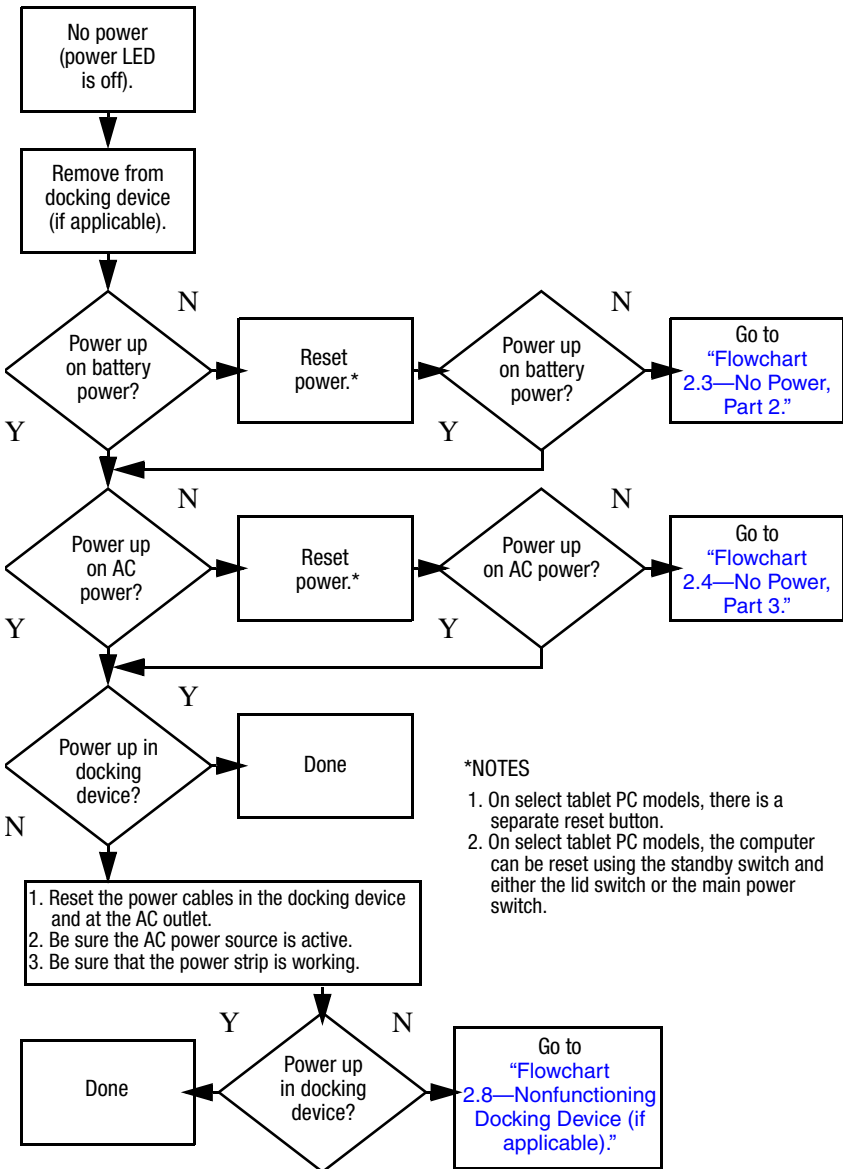 No power
(power LED
is off).
Remove from
docking device
(if applicable).
N
N
Power up
on battery
power?
Reset
power.*
Power up
on battery
power?
Go to
“Flowchart
2.3—No Power,
Part 2.”
Y
Y
N
N
Power up
on AC
power?
Reset
power.*
Power up
on AC power?
Go to
“Flowchart
2.4—No Power,
Part 3.”
Y
Y
Y
Power up in
docking
device?
Done
N
*NOTES
1. On select tablet PC models, there is a
separate reset button.
2. On select tablet PC models, the computer
can be reset using the standby switch and
either the lid switch or the main power
switch.
1. Reset the power cables in the docking device
and at the AC outlet.
2. Be sure the AC power source is active.
3. Be sure that the power strip is working.
Y
N
Done
Power up
in docking
device?
Go to
“Flowchart
2.8—Nonfunctioning
Docking Device (if
applicable).”